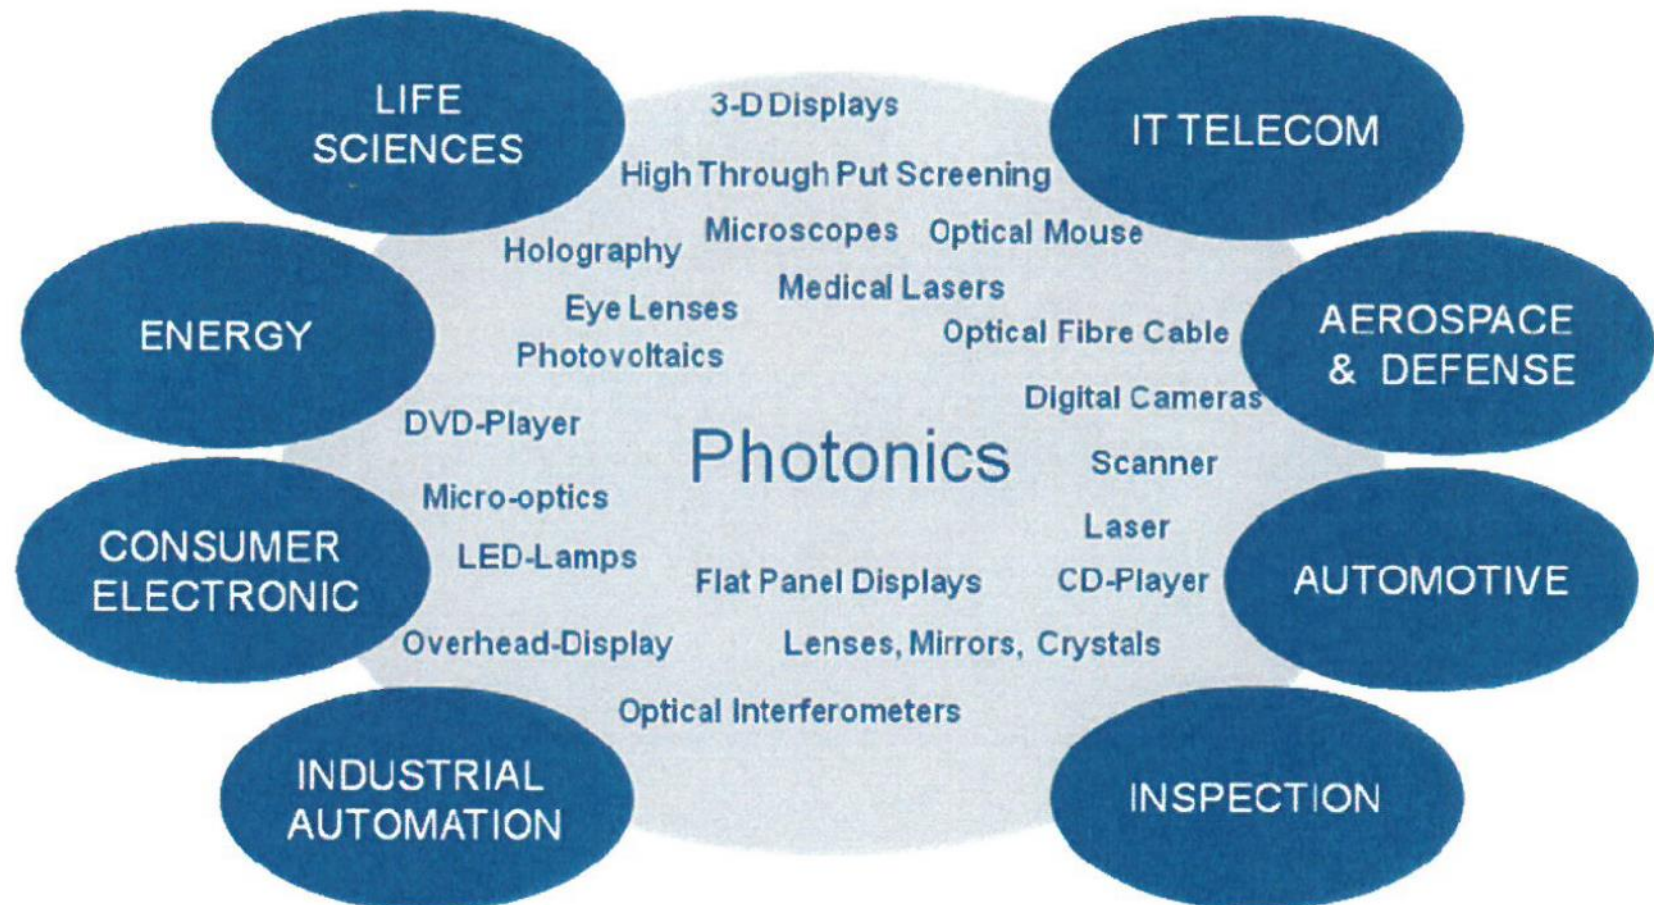 LIFE
SCIENCES
3-D Displays
IT TELECOM
High Through Put Screening
Microscopes
Optical Mouse
Holography
Medical Lasers
Eye Lenses
ENERGY
Optical Fibre Cable
AEROSPACE
& DEFENSE
Photovoltaics
Digital Cameras
DVD-Player
Photonics
Scanner
Micro-optics
Laser
CONSUMER
ELECTRONIC
LED-Lamps
Flat Panel Displays
CD-Player
AUTOMOTIVE
Overhead-Display
Lenses, Mirrors, Crystals
Optical Interferometers
INDUSTRIAL
AUTOMATION
INSPECTION